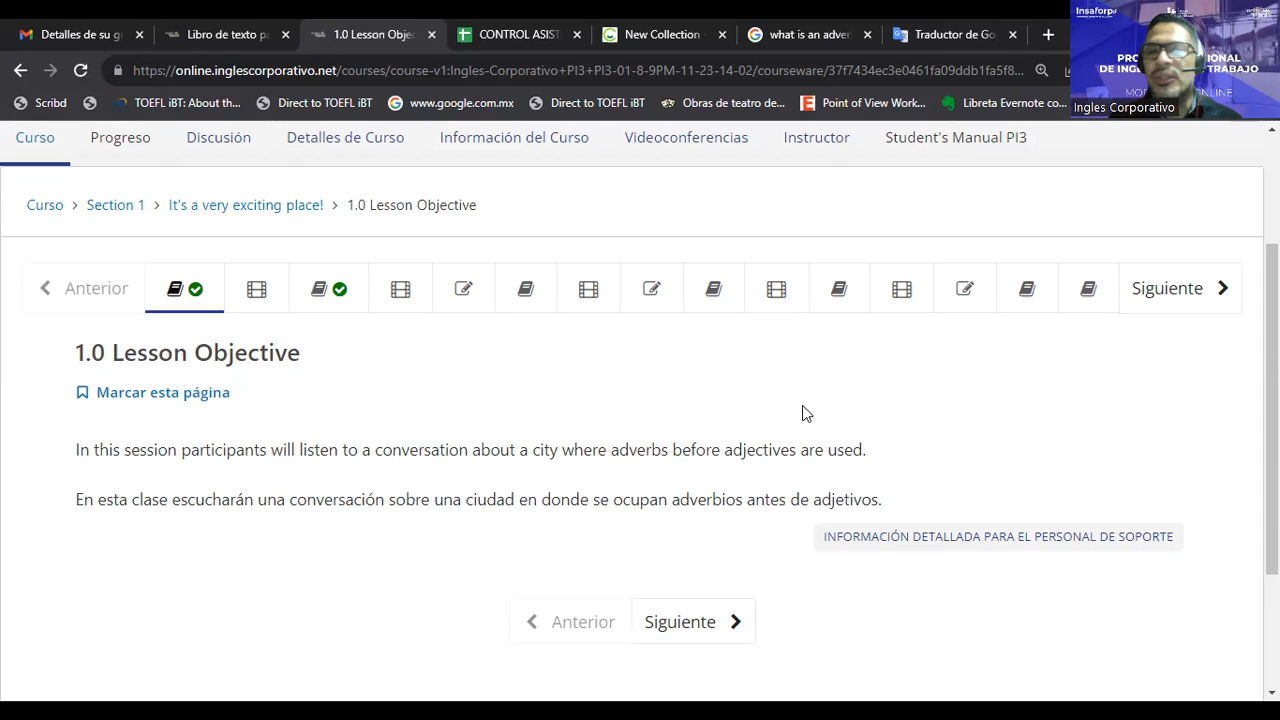 Detalles de su g
Libro de texto p
1.0 Lesson Obje
CONTROL ASIS
New Collection
what is an adver
Traductor de Go
https://online.inglescorporativo.net/courses/course-v1:Ingles-Corporativo+PI3+PI3-01-8-9PM-11-23-14-02/courseware/37f7434ec3e0461fa09ddb1fa5f8...
Scribd
TOEFL iBT: About th...
Direct to TOEFL iBT
www.google.com.mx
Direct to TOEFL iBT
Obras de teatro de...
Point of View Work...
Libreta Evernote co...
Insaforp
DE INGL
TRABAJO
Ingles Corporativo
Curso
Progreso
Discusión
Detalles de Curso
Información del Curso
Videoconferencias
Instructor
Student's Manual PI3
Curso > Section 1 > It's a very exciting place! > 1.0 Lesson Objective
Anterior
Siguiente
1.0 Lesson Objective
Marcar esta página
In this session participants will listen to a conversation about a city where adverbs before adjectives are used.
En esta clase escucharán una conversación sobre una ciudad en donde se ocupan adverbios antes de adjetivos.
INFORMACIÓN DETALLADA PARA EL PERSONAL DE SOPORTE
Anterior
Siguiente